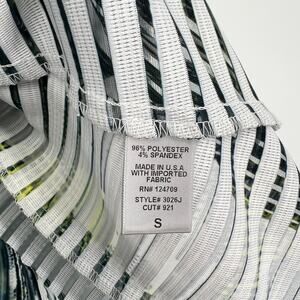 96% POLYESTER
4% SPANDEX
MADE IN U.S.A
WITH IMPORTED
FABRIC
RN# 124709
STYLE# 3026J
CUT# 921
S